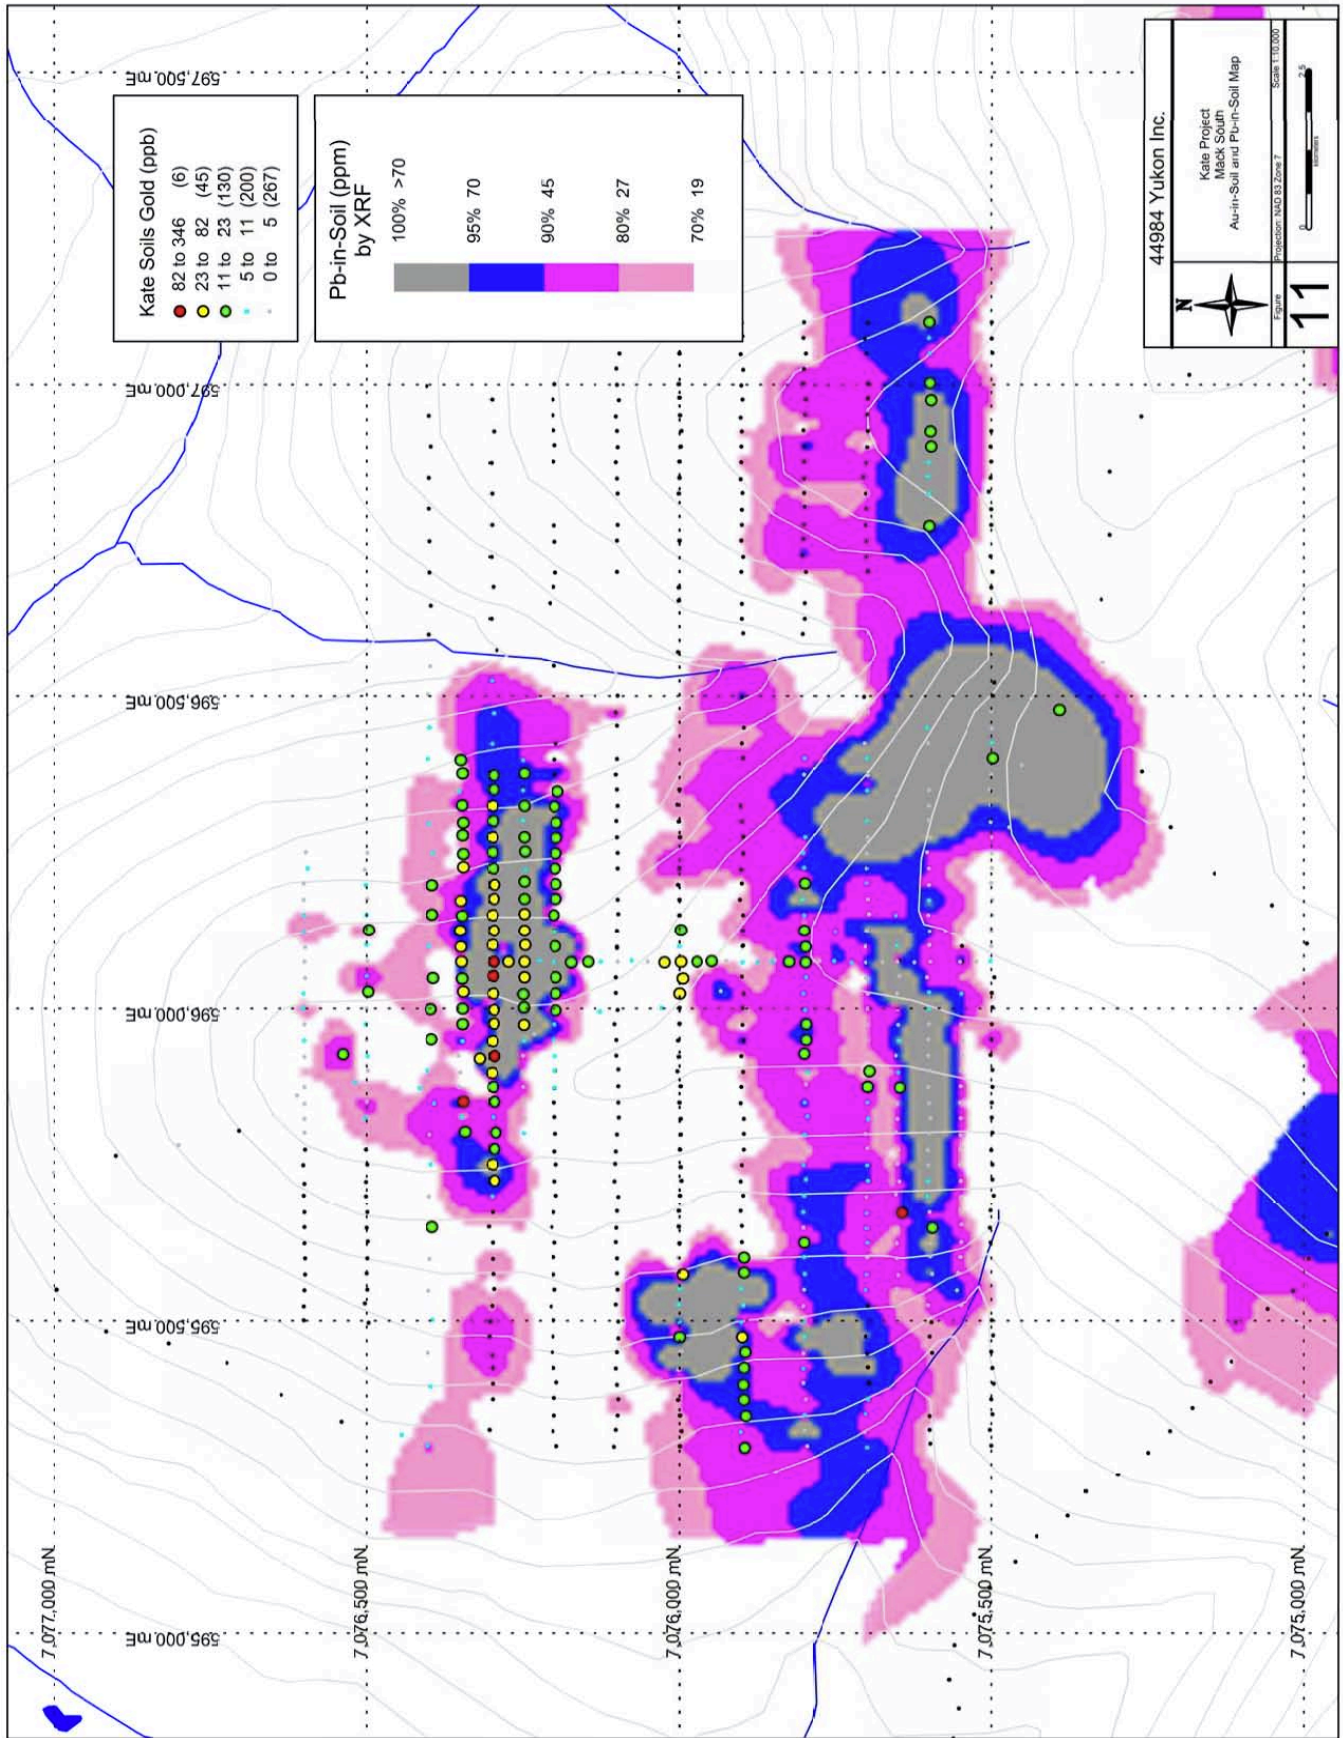 Kate Soils Gold (ppb)
82 to 346 (6)
23 to 82 (45)
11 to 23 (130)
5 to 11 (200)
0 to 5 (267)
Pb-in-Soil (ppm)
by XRF
100% >70
95% 70
90% 45
80% 27
70% 19
597,500 mE
597,000 mE
596,500 mE
596,000 mE
595,500 mE
595,000 mE
7,077,000 mN
7,076,500 mN
7,076,000 mN
7,075,500 mN
7,075,000 mN
44984 Yukon Inc.
N
Kate Project
Mack South
Au-in-Soil and Pb-in-Soil Map
Figure
11
Projection: NAD 83 Zone 7
Scale 1:10,000
0 2.5
kilometers